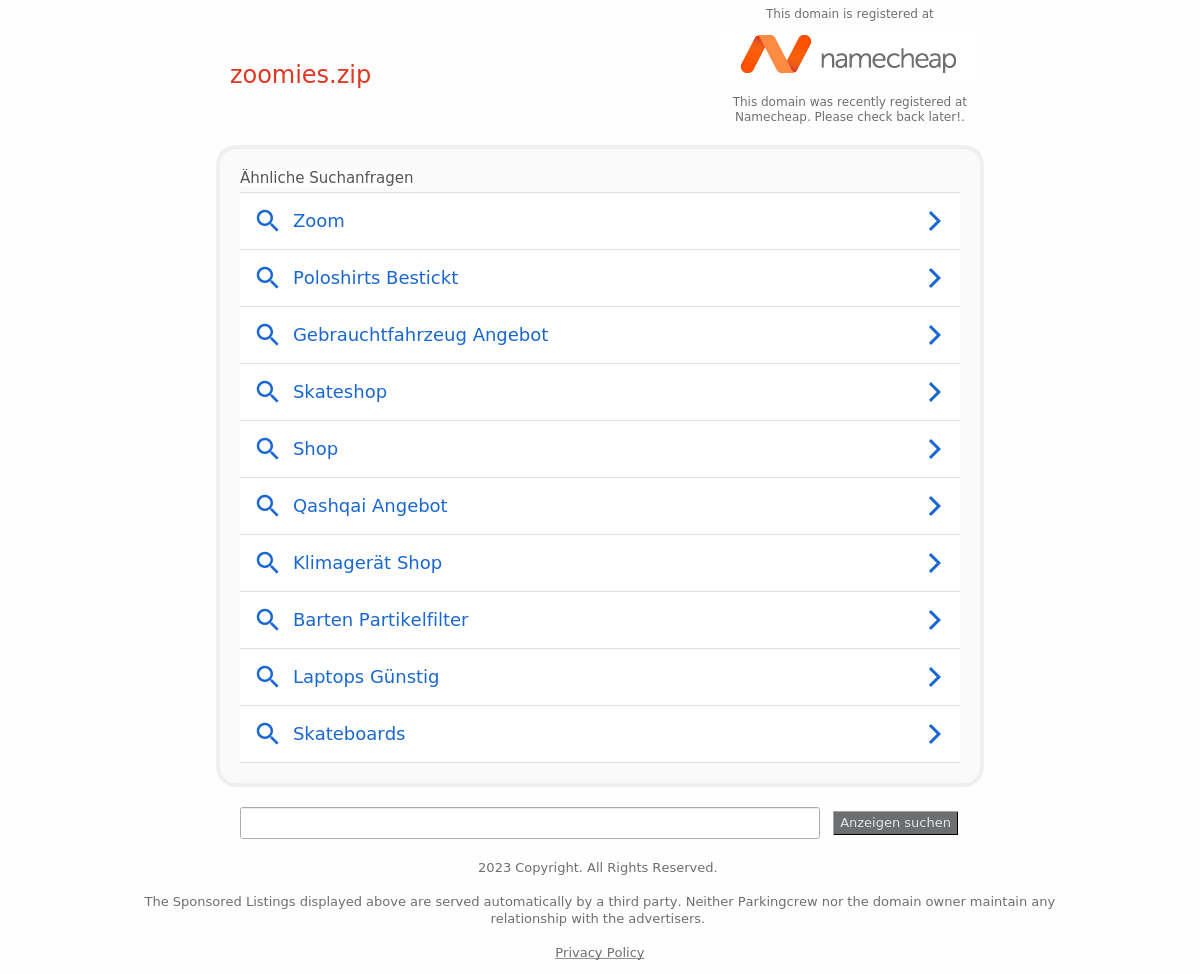 This domain is registered at
namecheap
zoomies.zip
This domain was recently registered at
Namecheap. Please check back later!.
Ähnliche Suchanfragen
Zoom
Poloshirts Bestickt
Gebrauchtfahrzeug Angebot
Skateshop
Shop
Qashqai Angebot
Klimagerät Shop
Barten Partikelfilter
Laptops Günstig
Skateboards
Anzeigen suchen
2023 Copyright. All Rights Reserved.
The Sponsored Listings displayed above are served automatically by a third party. Neither Parkingcrew nor the domain owner maintain any
relationship with the advertisers.
Privacy Policy